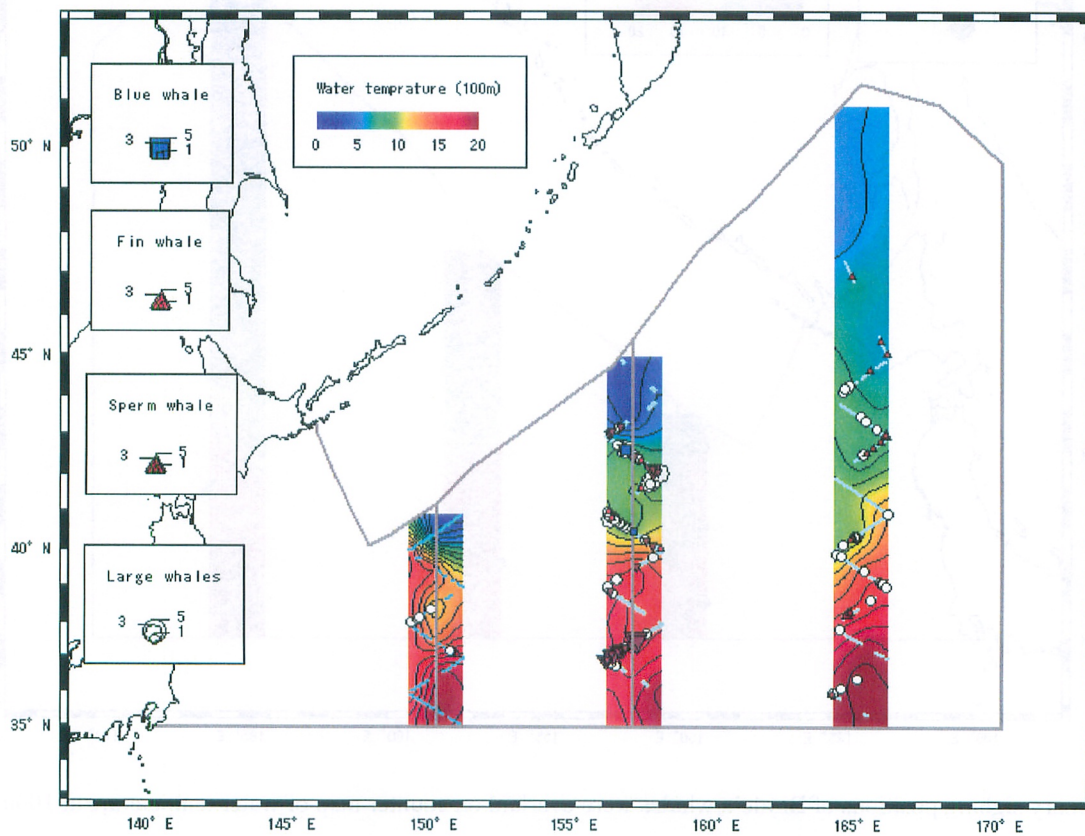 Blue whale
3 5
1
Water temprature (100m)
0 5 10 15 20
50° N
Fin whale
3 5
1
45° N
Sperm whale
3 5
1
40° N
Large whales
3 5
1
35° N
140° E 145° E 150° E 155° E 160° E 165° E 170° E